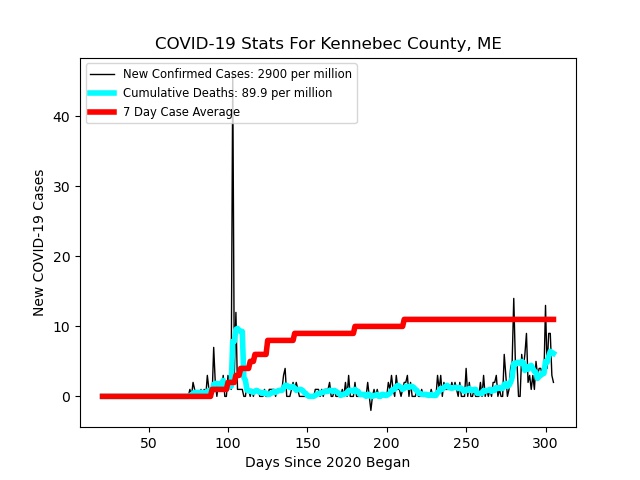 COVID-19 Stats For Kennebec County, ME
New Confirmed Cases: 2900 per million
Cumulative Deaths: 89.9 per million
7 Day Case Average
New COVID-19 Cases
40
30
20
10
0
50 100 150 200 250 300
Days Since 2020 Began